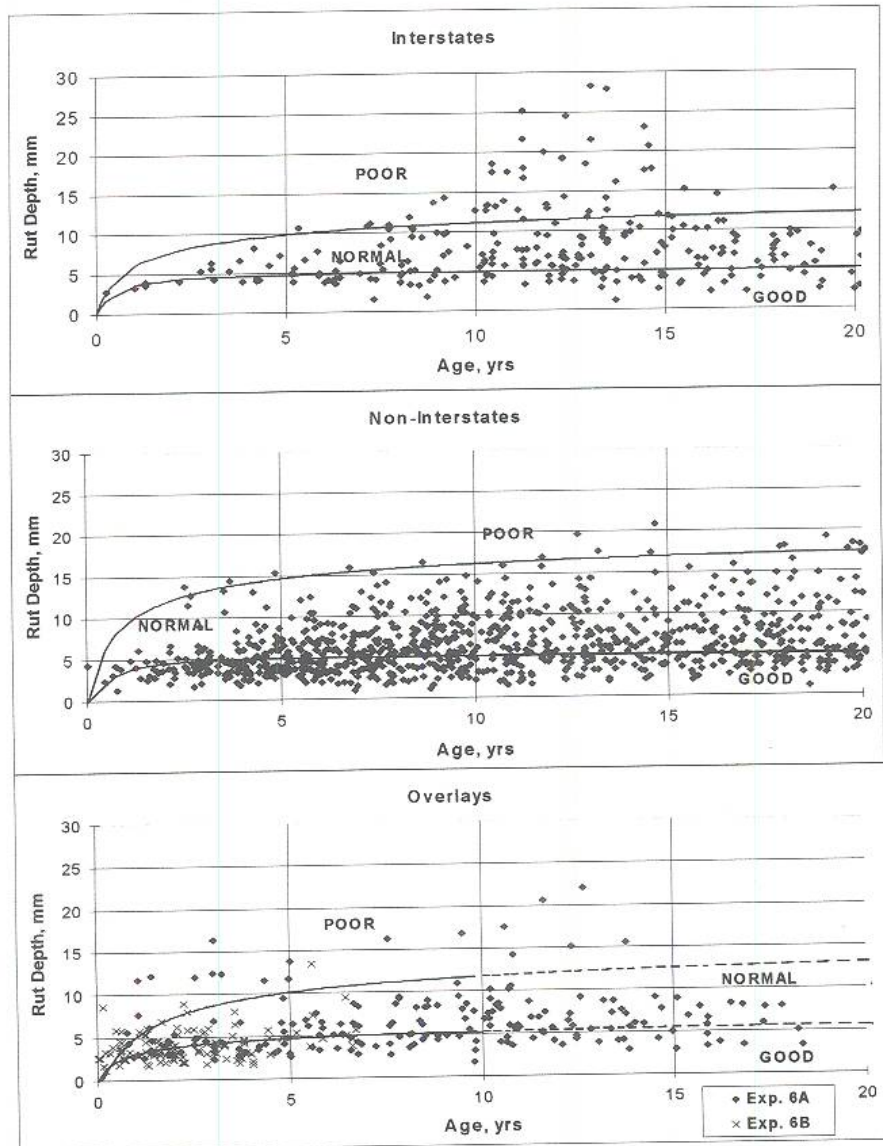 Interstates
30
25
20
15
10
5
0
Rut Depth, mm
POOR
NORMAL
GOOD
0 5 10 15 20
Age, yrs
Non-Interstates
30
25
20
15
10
5
0
Rut Depth, mm
POOR
NORMAL
GOOD
0 5 10 15 20
Age, yrs
Overlays
30
25
20
15
10
5
0
Rut Depth, mm
POOR
NORMAL
GOOD
0 5 10 15 20
Age, yrs
Exp. 6A
Exp. 6B